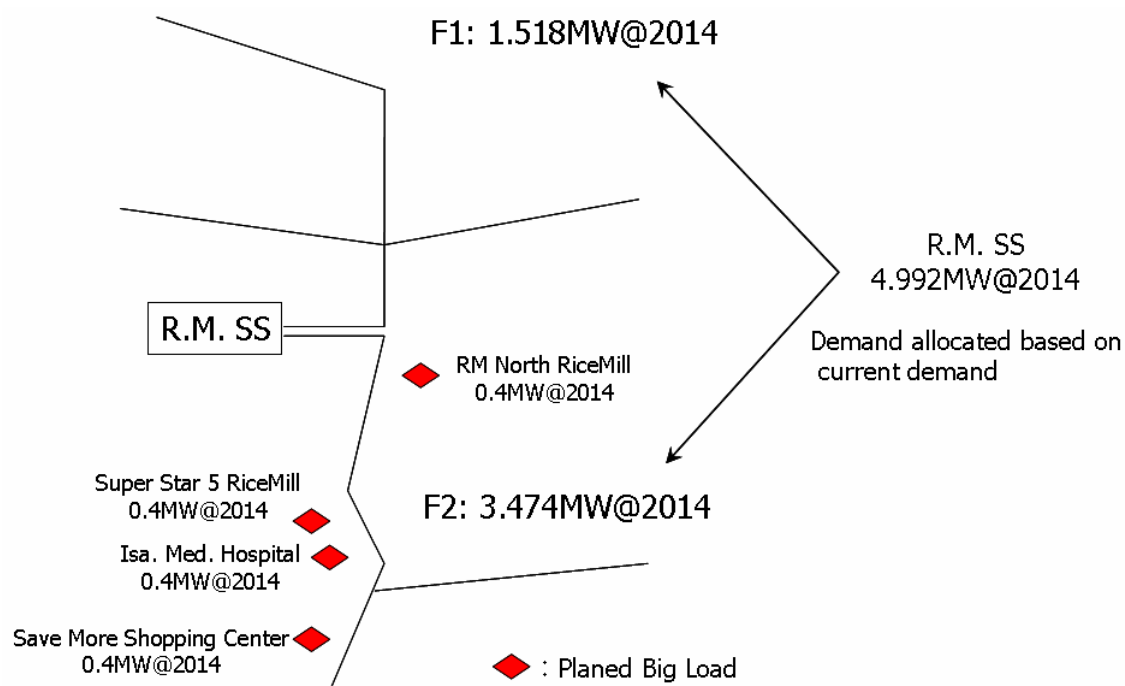 F1: 1.518MW@2014
R.M. SS
4.992MW@2014
Demand allocated based on
current demand
R.M. SS
RM North RiceMill
0.4MW@2014
Super Star 5 RiceMill
0.4MW@2014
F2: 3.474MW@2014
Isa. Med. Hospital
0.4MW@2014
Save More Shopping Center
0.4MW@2014
: Planed Big Load